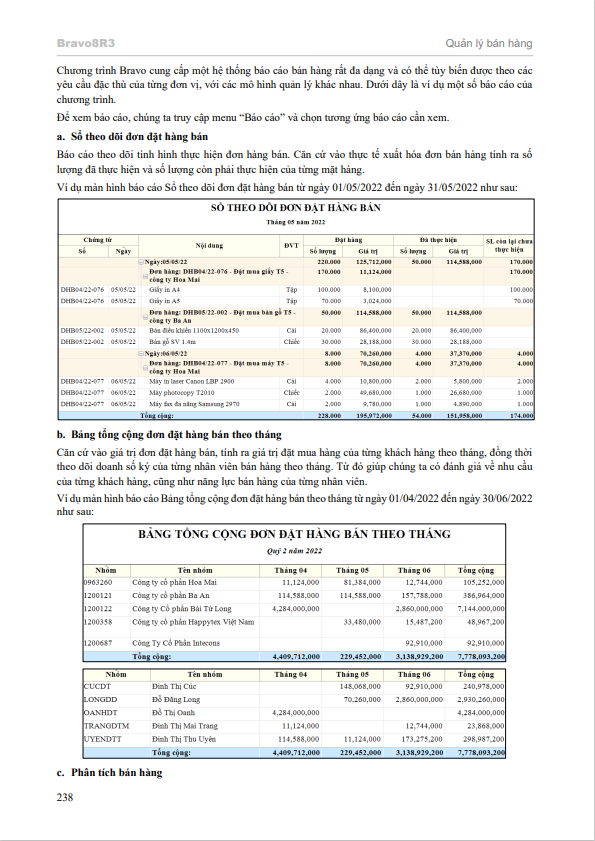 Bravo8R3 Quản lý bán hàng
Chương trình Bravo cung cấp một hệ thống báo cáo bán hàng rất đa dạng và có thể tùy biến được theo các
yêu cầu đặc thù của từng đơn vị, với các mô hình quản lý khác nhau. Dưới đây là ví dụ một số báo cáo của
chương trình.
Để xem báo cáo, chúng ta truy cập menu “Báo cáo” và chọn tương ứng báo cáo cần xem.
a. Sổ theo dõi đơn đặt hàng bán
Báo cáo theo dõi tình hình thực hiện đơn hàng bán. Căn cứ vào thực tế xuất hóa đơn bán hàng tính ra số
lượng đã thực hiện và số lượng còn phải thực hiện của từng mặt hàng.
Ví dụ màn hình báo cáo Sổ theo dõi đơn đặt hàng bán từ ngày 01/05/2022 đến ngày 31/05/2022 như sau:
SỔ THEO DÕI ĐƠN ĐẶT HÀNG BÁN
Tháng 05 năm 2022
Chứng từ Nội dung ĐVT Đặt hàng Đã thực hiện SL còn lại chưa thực hiện
Số Ngày Số lượng Giá trị Số lượng Giá trị
Ngày:05/05/22 220.000 125,712,000 50.000 114,588,000 170.000
Đơn hàng: DHB04/22-076 - Đặt mua giấy T5 - 170.000 11,124,000 170.000
công ty Hoa Mai
DHB04/22-076 05/05/22 Giấy in A4 Tập 100.000 8,100,000 100.000
DHB04/22-076 05/05/22 Giấy in A5 Tập 70.000 3,024,000 70.000
Đơn hàng: DHB05/22-002 - Đặt mua bán gỗ T5 - 50.000 114,588,000 50.000 114,588,000
công ty Ba An
DHB05/22-002 05/05/22 Bàn điều khiển 1100x1200x450 Cái 20.000 86,400,000 20.000 86,400,000
DHB05/22-002 05/05/22 Bàn gỗ SV 1.4m Chiếc 30.000 28,188,000 30.000 28,188,000
Ngày:06/05/22 8.000 70,260,000 4.000 37,370,000 4.000
Đơn hàng: DHB04/22-077 - Đặt mua máy T5 - 8.000 70,260,000 4.000 37,370,000 4.000
công ty Hoa Mai
DHB04/22-077 06/05/22 Máy in laser Canon LBP 2900 Cái 4.000 10,800,000 2.000 5,800,000 2.000
DHB04/22-077 06/05/22 Máy photocopy T2010 Chiếc 2.000 49,680,000 1.000 26,680,000 1.000
DHB04/22-077 06/05/22 Máy fax đa năng Samsung 2970 Cái 2.000 9,780,000 1.000 4,890,000 1.000
Tổng cộng: 228.000 195,972,000 54.000 151,958,000 174.000
b. Bảng tổng cộng đơn đặt hàng bán theo tháng
Căn cứ vào giá trị đơn đặt hàng bán, tính ra giá trị đặt mua hàng của từng khách hàng theo tháng, đồng thời
theo dõi doanh số ký của từng nhân viên bán hàng theo tháng. Từ đó giúp chúng ta có đánh giá về nhu cầu
của từng khách hàng, cũng như năng lực bán hàng của từng nhân viên.
Ví dụ màn hình báo cáo Bảng tổng cộng đơn đặt hàng bán theo tháng từ ngày 01/04/2022 đến ngày 30/06/2022
như sau:
BẢNG TỔNG CỘNG ĐƠN ĐẶT HÀNG BÁN THEO THÁNG
Quý 2 năm 2022
Nhóm Tên nhóm Tháng 04 Tháng 05 Tháng 06 Tổng cộng
0963260 Công ty cổ phần Hoa Mai 11,124,000 81,384,000 12,744,000 105,252,000
1200121 Công ty cổ phần Ba An 114,588,000 114,588,000 157,788,000 386,964,000
1200122 Công ty Cổ Phần Bái Tử Long 4,284,000,000 2,860,000,000 7,144,000,000
1200358 Công ty cổ phần Happytex Việt Nam 33,480,000 15,487,200 48,967,200
1200687 Công Ty Cổ Phần Intecons 92,910,000 92,910,000
Tổng cộng: 4,409,712,000 229,452,000 3,138,929,200 7,778,093,200
Nhóm Tên nhóm Tháng 04 Tháng 05 Tháng 06 Tổng cộng
CUCDT Đinh Thị Cúc 148,068,000 92,910,000 240,978,000
LONGDD Đỗ Đăng Long 70,260,000 2,860,000,000 2,930,260,000
OANHDT Đỗ Thị Oanh 4,284,000,000 4,284,000,000
TRANGDTM Đinh Thị Mai Trang 11,124,000 12,744,000 23,868,000
UYENDTT Đinh Thị Thu Uyên 114,588,000 11,124,000 173,275,200 298,987,200
Tổng cộng: 4,409,712,000 229,452,000 3,138,929,200 7,778,093,200
c. Phân tích bán hàng
238